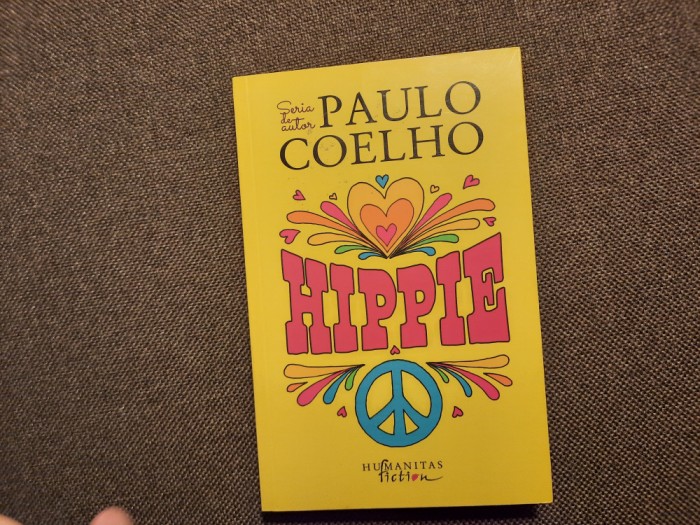 Seria
de
autor
PAULO
COELHO
HIPPIE
HUMANITAS
fiction